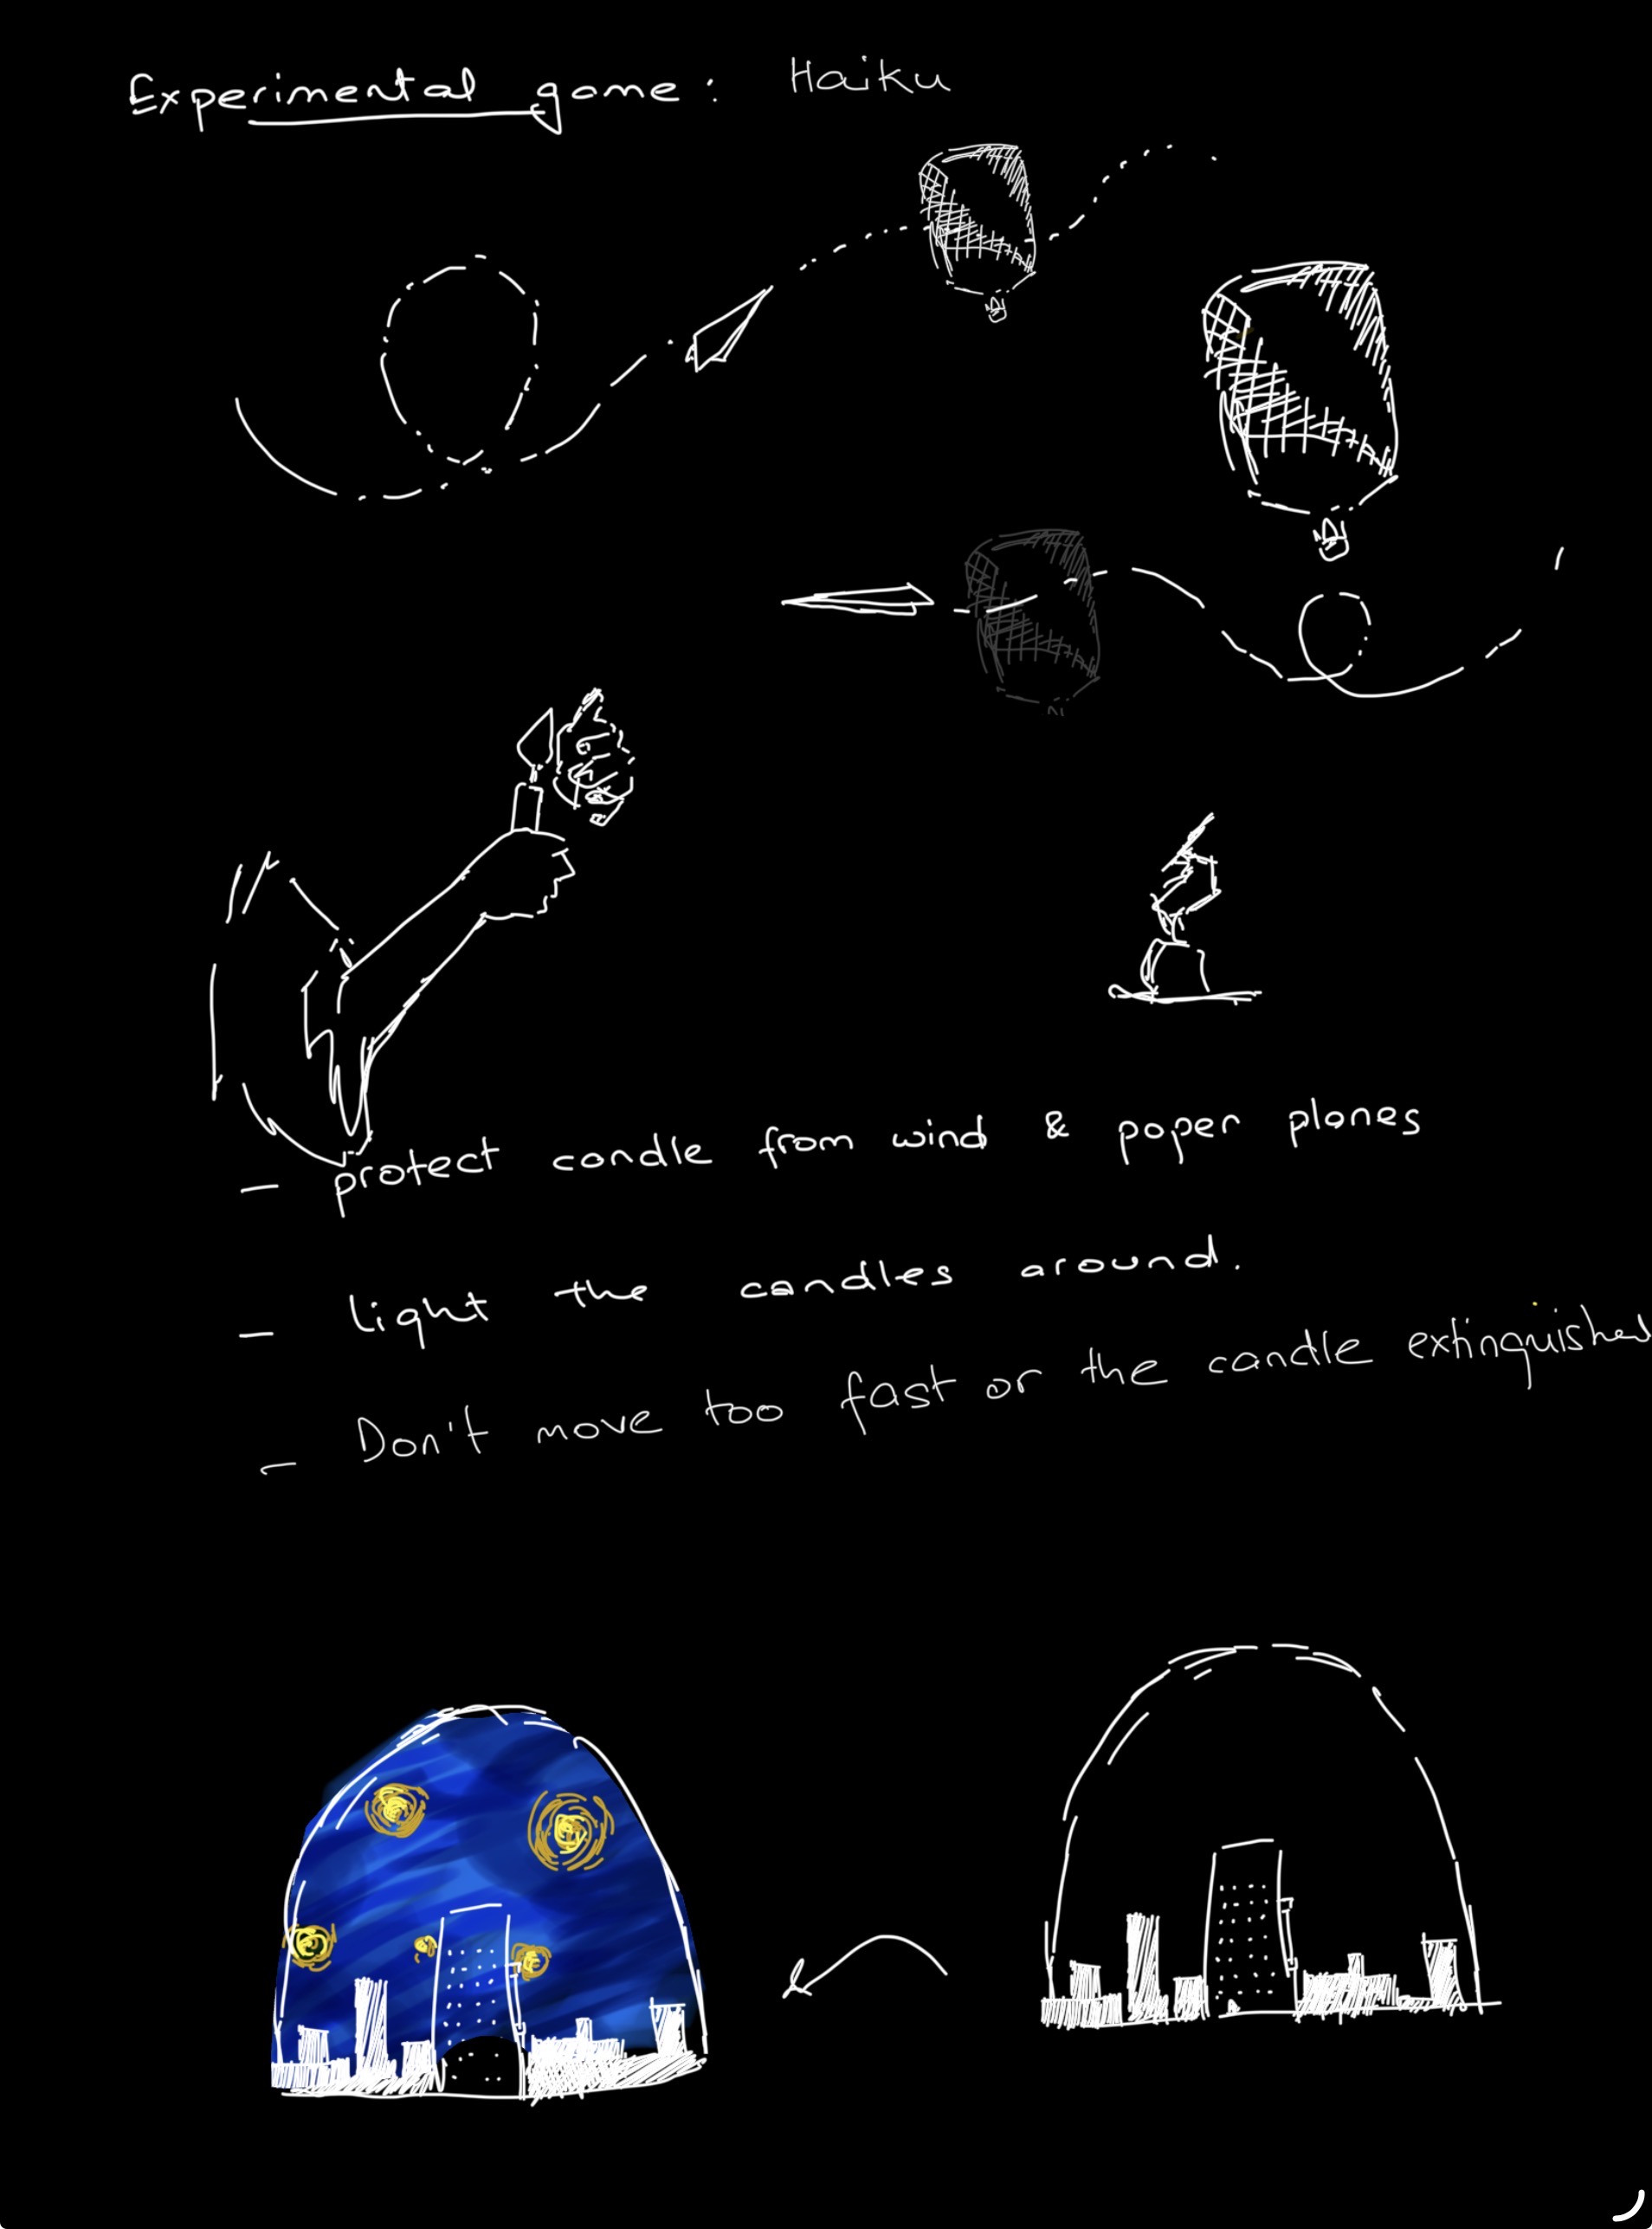 Experimental game: Haiku
- protect candle from wind & paper planes
- light the candles around.
- Don't move too fast or the candle extinguished